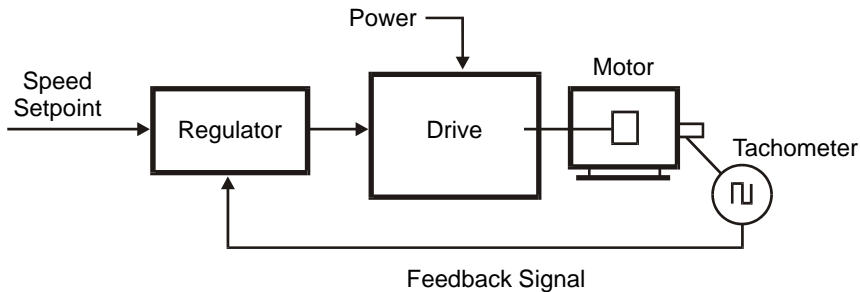 Power
Speed
Setpoint
Regulator
Drive
Motor
Tachometer
Feedback Signal